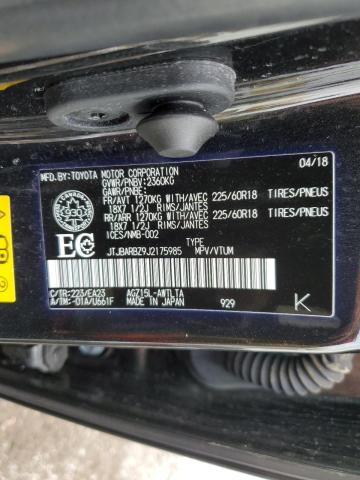 MFD.BY:TOYOTA MOTOR CORPORATION 04/18
GVWR/PNBV:2360KG
GAWR/PNBE:
FR/AVT 1270KG WITH/AVEC 225/60R18 TIRES/PNEUS
18X7 1/2J RIMS/JANTES
RR/ARR 1270KG WITH/AVEC 225/60R18 TIRES/PNEUS
18X7 1/2J RIMS/JANTES
ICES/NMB-002
930
EC
TYPE
JTJBARBZ9J2175985 MPV/VTUM
C/TR:223/EA23 AGZ15L-AWTLTA
A/TM:-01A/U661F MADE IN JAPAN 929 K